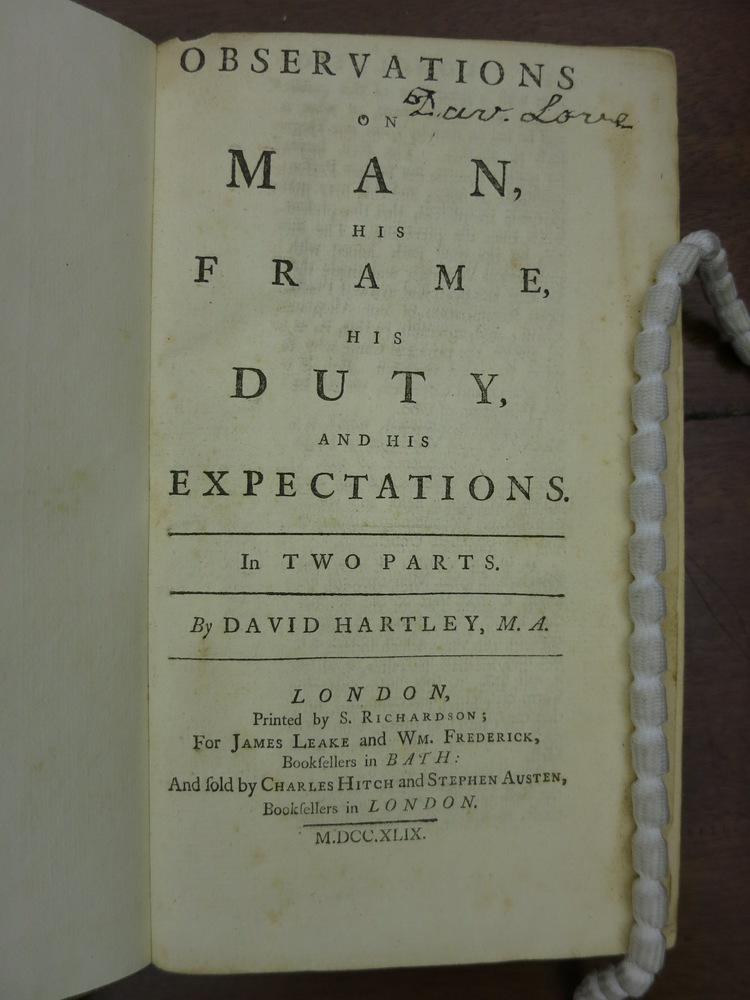 OBSERVATIONS
ON
Dav. Love
MAN,
HIS
FRAME,
HIS
DUTY,
AND HIS
EXPECTATIONS.
In TWO PARTS.
By DAVID HARTLEY, M. A.
LONDON,
Printed by S. RICHARDSON;
For JAMES LEAKE and WM. FREDERICK,
Bookſellers in BATH:
And ſold by CHARLES HITCH and STEPHEN AUSTEN,
Bookſellers in LONDON.
M.DCC.XLIX.